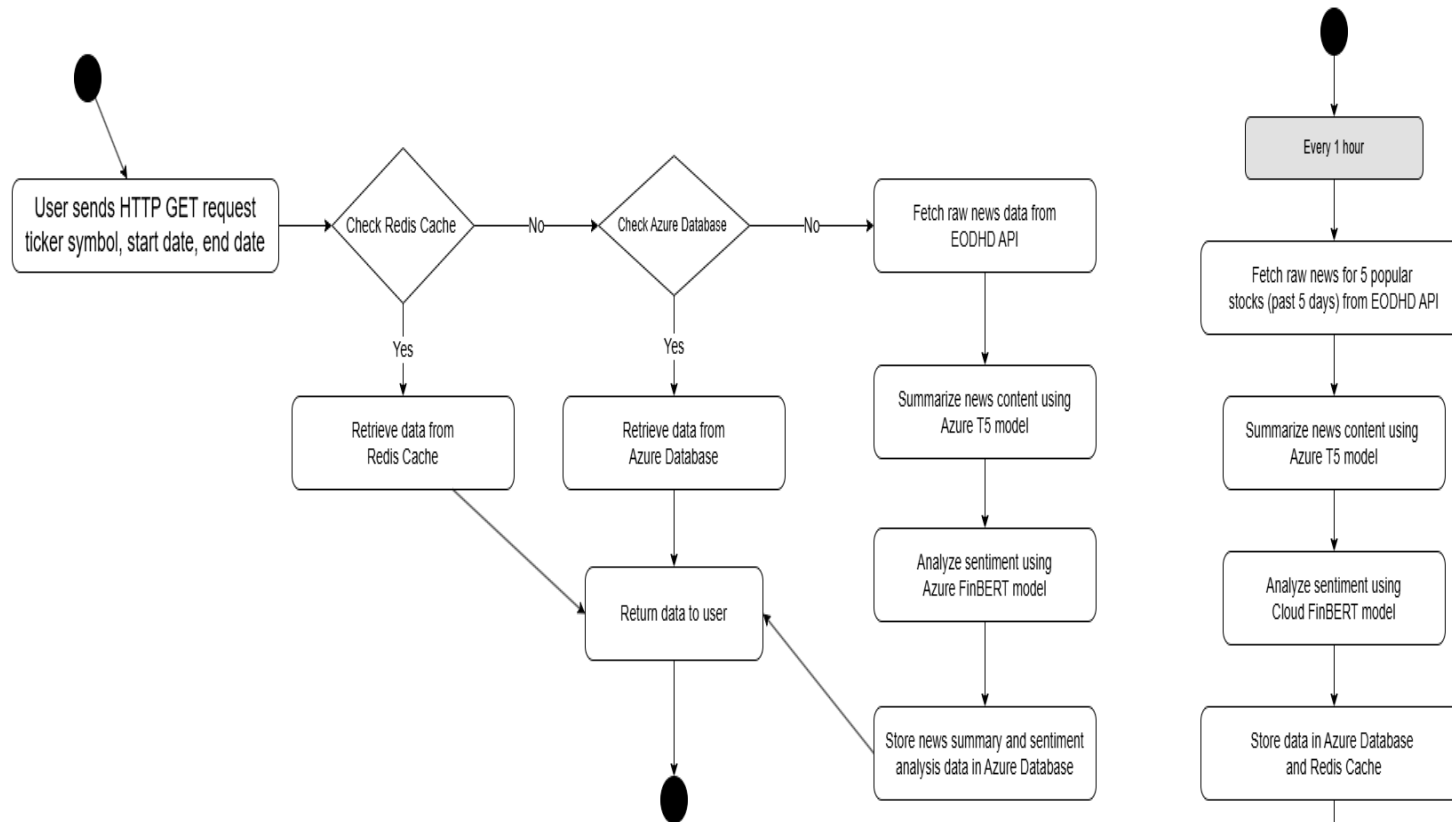 User sends HTTP GET request
ticker symbol, start date, end date
Check Redis Cache
No
Check Azure Database
No
Fetch raw news data from
EODHD API
Yes
Yes
Retrieve data from
Redis Cache
Retrieve data from
Azure Database
Summarize news content using
Azure T5 model
Analyze sentiment using
Azure FinBERT model
Return data to user
Store news summary and sentiment
analysis data in Azure Database
Every 1 hour
Fetch raw news for 5 popular
stocks (past 5 days) from EODHD API
Summarize news content using
Azure T5 model
Analyze sentiment using
Cloud FinBERT model
Store data in Azure Database
and Redis Cache